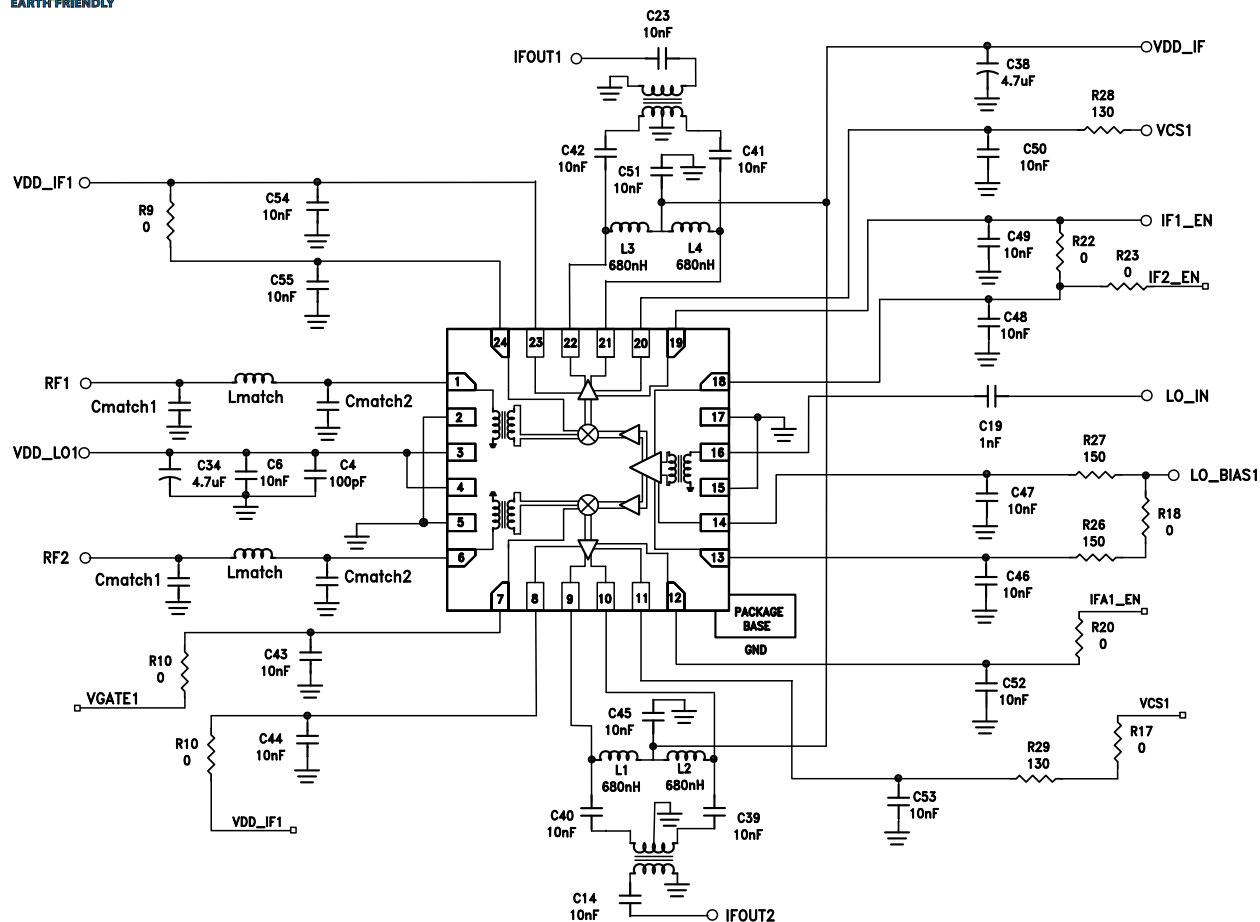 EARTH FRIENDLY
C23
10nF
IFOUT1
VDD_IF
C38
4.7uF
R28
130
VCS1
C42
10nF
C51
10nF
C41
10nF
C50
10nF
VDD_IF1
R9
0
C54
10nF
L3
680nH
L4
680nH
IF1_EN
C49
10nF
R22
0
R23
0
IF2_EN
C55
10nF
C48
10nF
24
23
22
21
20
19
RF1
Lmatch
Cmatch1
Cmatch2
1
18
LO_IN
2
17
C19
1nF
VDD_LO1
3
16
C34
4.7uF
C6
10nF
C4
100pF
R27
150
LO_BIAS1
4
15
C47
10nF
R18
0
5
14
R26
150
RF2
Lmatch
Cmatch1
Cmatch2
6
13
C46
10nF
7
8
9
10
11
12
PACKAGE
BASE
GND
IFA1_EN
R20
0
C43
10nF
R10
0
VGATE1
C52
10nF
C44
10nF
R10
0
VDD_IF1
C45
10nF
VCS1
R17
0
L1
680nH
L2
680nH
R29
130
C53
10nF
C40
10nF
C39
10nF
C14
10nF
IFOUT2